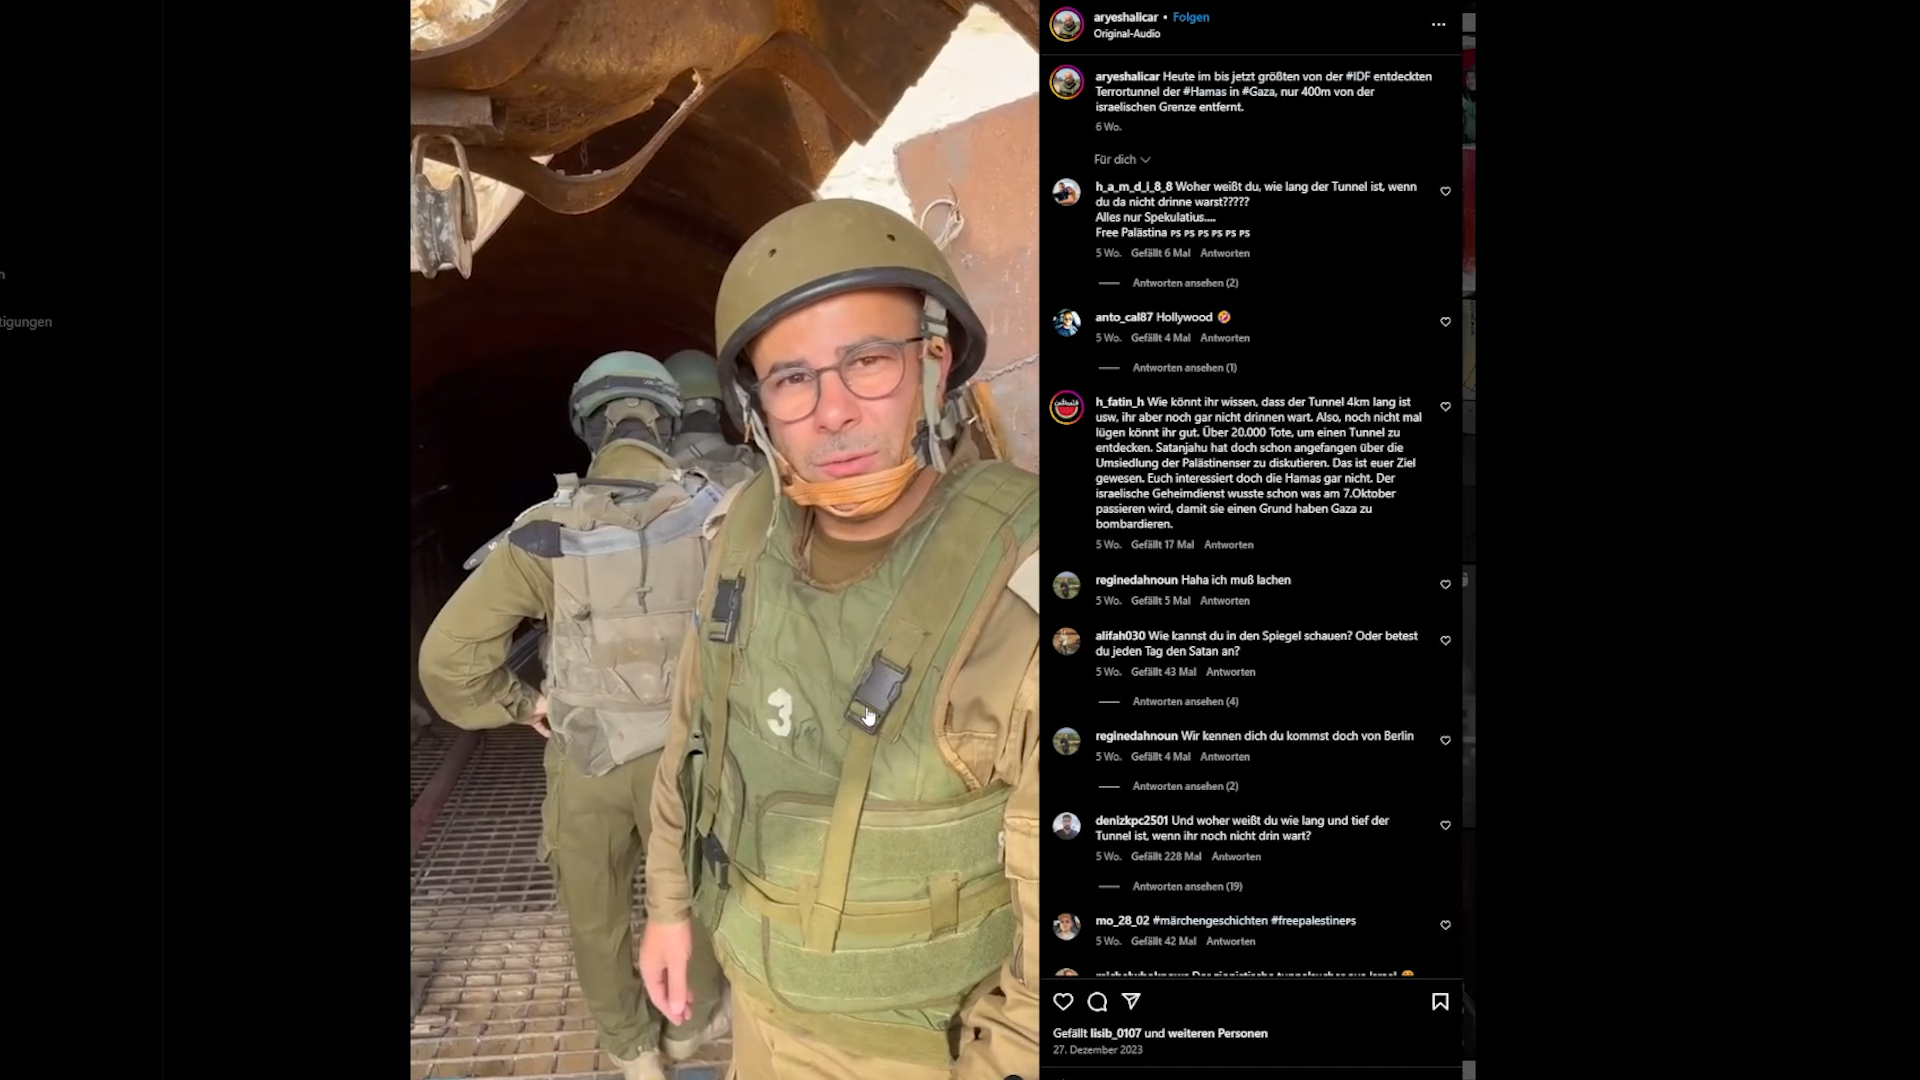 aryeshalicar • Folgen
Original-Audio
aryeshalicar Heute im bis jetzt größten von der #IDF entdeckten
Terrortunnel der #Hamas in #Gaza, nur 400m von der
israelischen Grenze entfernt.
6 Wo.
Für dich
h_a_m_d_i_8_8 Woher weißt du, wie lang der Tunnel ist, wenn
du da nicht drinne warst?????
Alles nur Spekulatius....
Free Palästina PS PS PS PS PS PS
5 Wo. Gefällt 6 Mal Antworten
Antworten ansehen (2)
anto_cal87 Hollywood 🤣
5 Wo. Gefällt 4 Mal Antworten
Antworten ansehen (1)
h_fatin_h Wie könnt ihr wissen, dass der Tunnel 4km lang ist
usw, ihr aber noch gar nicht drinnen wart. Also, noch nicht mal
lügen könnt ihr gut. Über 20.000 Tote, um einen Tunnel zu
entdecken. Satanjahu hat doch schon angefangen über die
Umsiedlung der Palästinenser zu diskutieren. Das ist euer Ziel
gewesen. Euch interessiert doch die Hamas gar nicht. Der
israelische Geheimdienst wusste schon was am 7.Oktober
passieren wird, damit sie einen Grund haben Gaza zu
bombardieren.
5 Wo. Gefällt 17 Mal Antworten
reginedahnoun Haha ich muß lachen
5 Wo. Gefällt 5 Mal Antworten
alifah030 Wie kannst du in den Spiegel schauen? Oder betest
du jeden Tag den Satan an?
5 Wo. Gefällt 43 Mal Antworten
Antworten ansehen (4)
reginedahnoun Wir kennen dich du kommst doch von Berlin
5 Wo. Gefällt 4 Mal Antworten
Antworten ansehen (2)
denizkpc2501 Und woher weißt du wie lang und tief der
Tunnel ist, wenn ihr noch nicht drin wart?
5 Wo. Gefällt 228 Mal Antworten
Antworten ansehen (19)
mo_28_02 #märchengeschichten #freepalestinePS
5 Wo. Gefällt 42 Mal Antworten
Gefällt lisib_0107 und weiteren Personen
27. Dezember 2023
tigungen
3